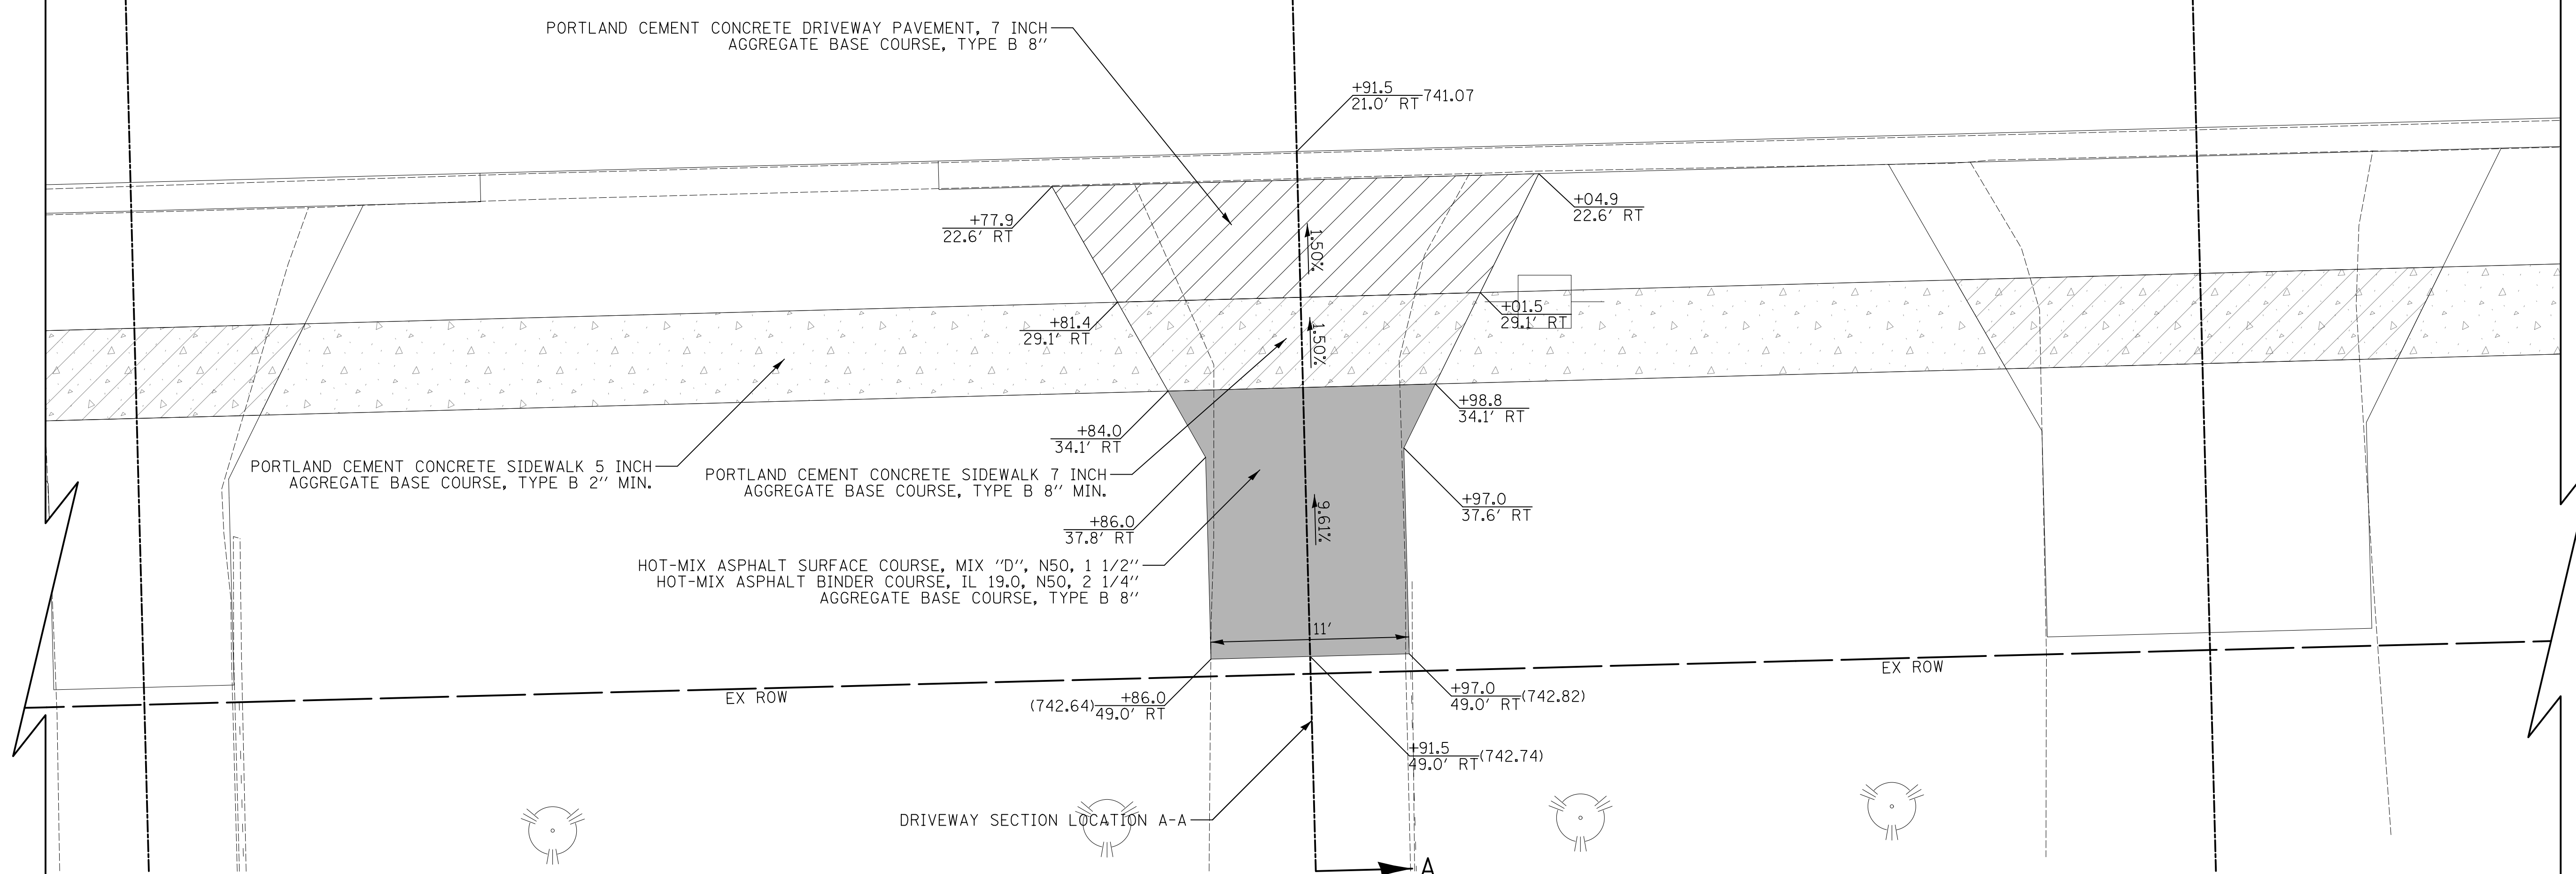 PORTLAND CEMENT CONCRETE DRIVEWAY PAVEMENT, 7 INCH
AGGREGATE BASE COURSE, TYPE B 8"
+91.5
21.0' RT
741.07
+77.9
22.6' RT
+04.9
22.6' RT
1.50%
+81.4
29.1' RT
+01.5
29.1' RT
1.50%
+84.0
34.1' RT
+98.8
34.1' RT
PORTLAND CEMENT CONCRETE SIDEWALK 5 INCH
AGGREGATE BASE COURSE, TYPE B 2" MIN.
PORTLAND CEMENT CONCRETE SIDEWALK 7 INCH
AGGREGATE BASE COURSE, TYPE B 8" MIN.
+86.0
37.8' RT
+97.0
37.6' RT
9.61%
HOT-MIX ASPHALT SURFACE COURSE, MIX "D", N50, 1 1/2"
HOT-MIX ASPHALT BINDER COURSE, IL 19.0, N50, 2 1/4"
AGGREGATE BASE COURSE, TYPE B 8"
11'
EX ROW
EX ROW
(742.64)
+86.0
49.0' RT
+97.0
49.0' RT
(742.82)
+91.5
49.0' RT
(742.74)
DRIVEWAY SECTION LOCATION A-A
A